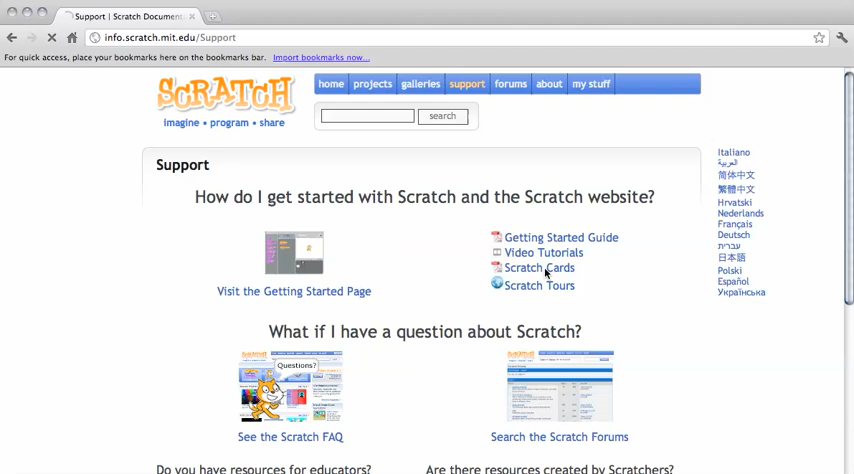 Support | Scratch Document
info.scratch.mit.edu/Support
For quick access, place your bookmarks here on the bookmarks bar. Import bookmarks now...
SCRATCH
imagine • program • share
home projects galleries support forums about my stuff
search
Support
How do I get started with Scratch and the Scratch website?
Visit the Getting Started Page
Getting Started Guide
Video Tutorials
Scratch Cards
Scratch Tours
Italiano
العربية
简体中文
繁體中文
Hrvatski
Nederlands
Français
Deutsch
עברית
日本語
Polski
Español
Українська
What if I have a question about Scratch?
Questions?
See the Scratch FAQ
Search the Scratch Forums
Do you have resources for educators?
Are there resources created by Scratchers?